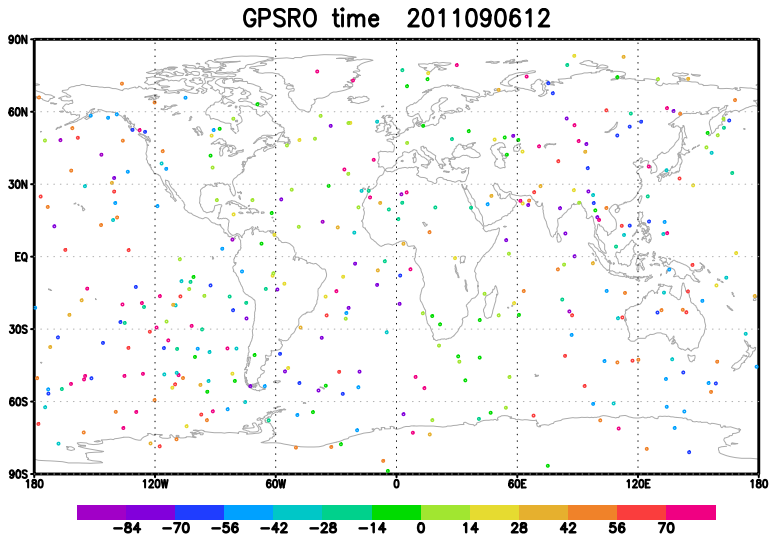 GPSRO time 2011090612
90N
60N
30N
EQ
30S
60S
90S
180 120W 60W 0 60E 120E 180
-84 -70 -56 -42 -28 -14 0 14 28 42 56 70